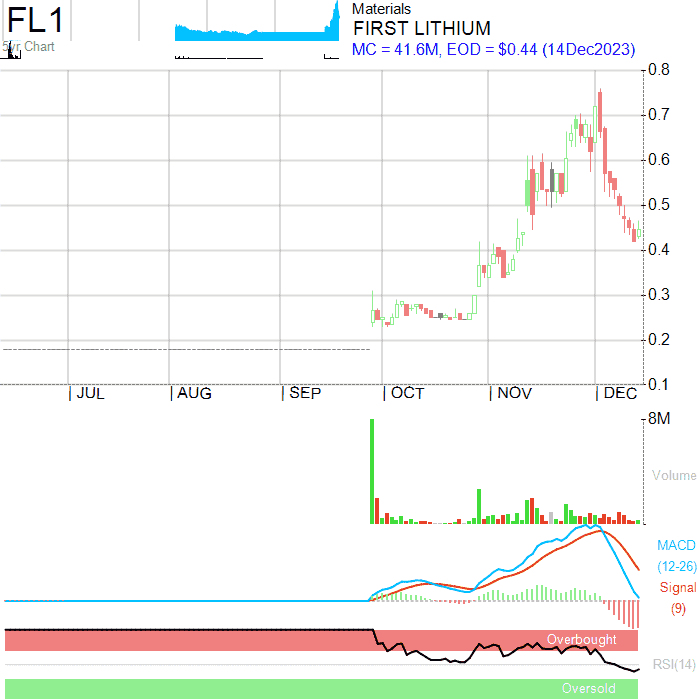 FL1
5yr Chart
Materials
FIRST LITHIUM
MC = 41.6M, EOD = $0.44 (14Dec2023)
0.8
0.7
0.6
0.5
0.4
0.3
0.2
0.1
JUL
AUG
SEP
OCT
NOV
DEC
8M
Volume
MACD
(12-26)
Signal
(9)
Overbought
RSI(14)
Oversold